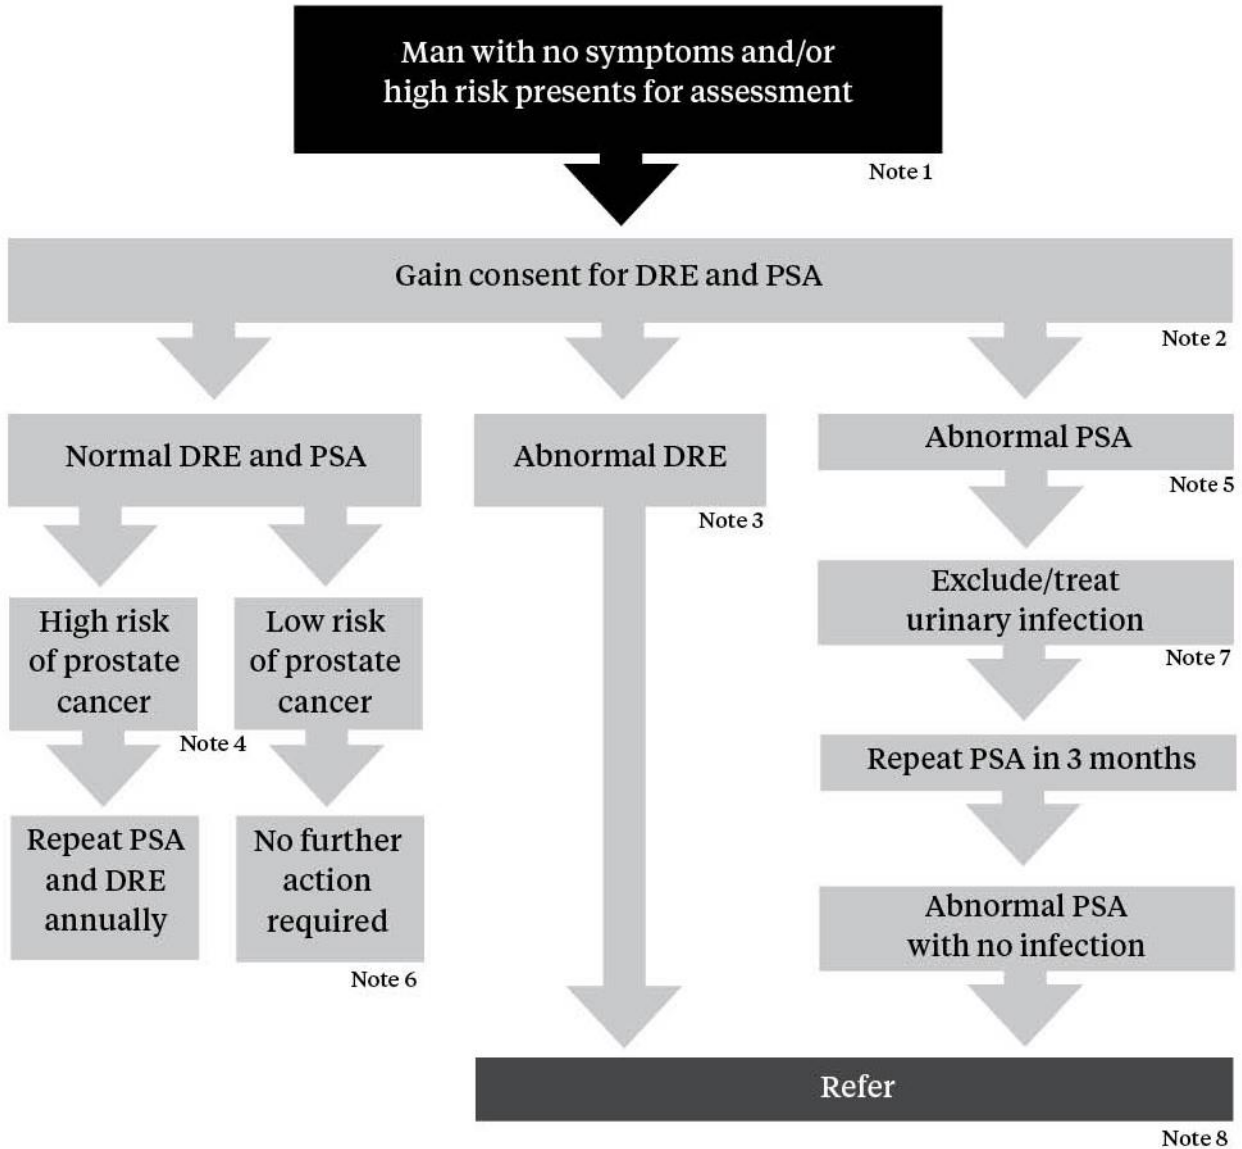 Man with no symptoms and/or
high risk presents for assessment
Note 1
Gain consent for DRE and PSA
Note 2
Normal DRE and PSA
Abnormal DRE
Abnormal PSA
Note 5
Note 3
High risk
of prostate
cancer
Low risk
of prostate
cancer
Exclude/treat
urinary infection
Note 7
Note 4
Repeat PSA in 3 months
Repeat PSA
and DRE
annually
No further
action
required
Note 6
Abnormal PSA
with no infection
Refer
Note 8